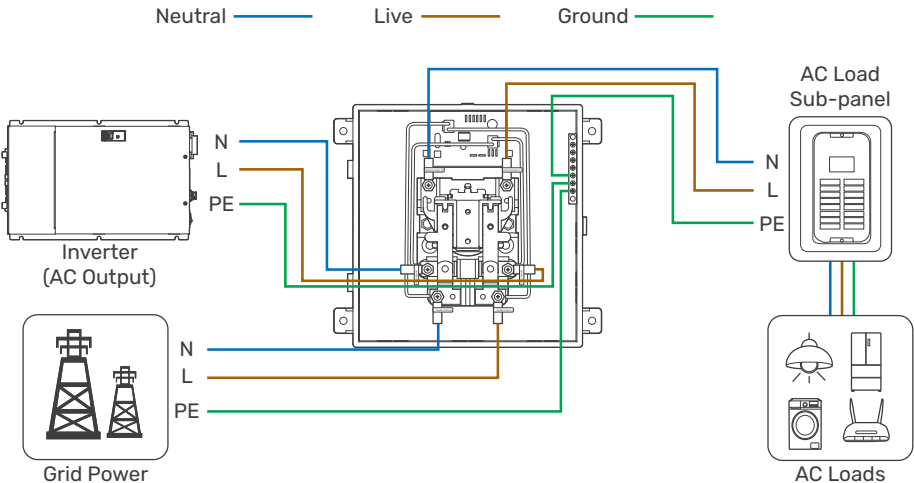 Neutral
Live
Ground
AC Load
Sub-panel
N
L
PE
Inverter
(AC Output)
N
L
PE
N
L
PE
Grid Power
AC Loads